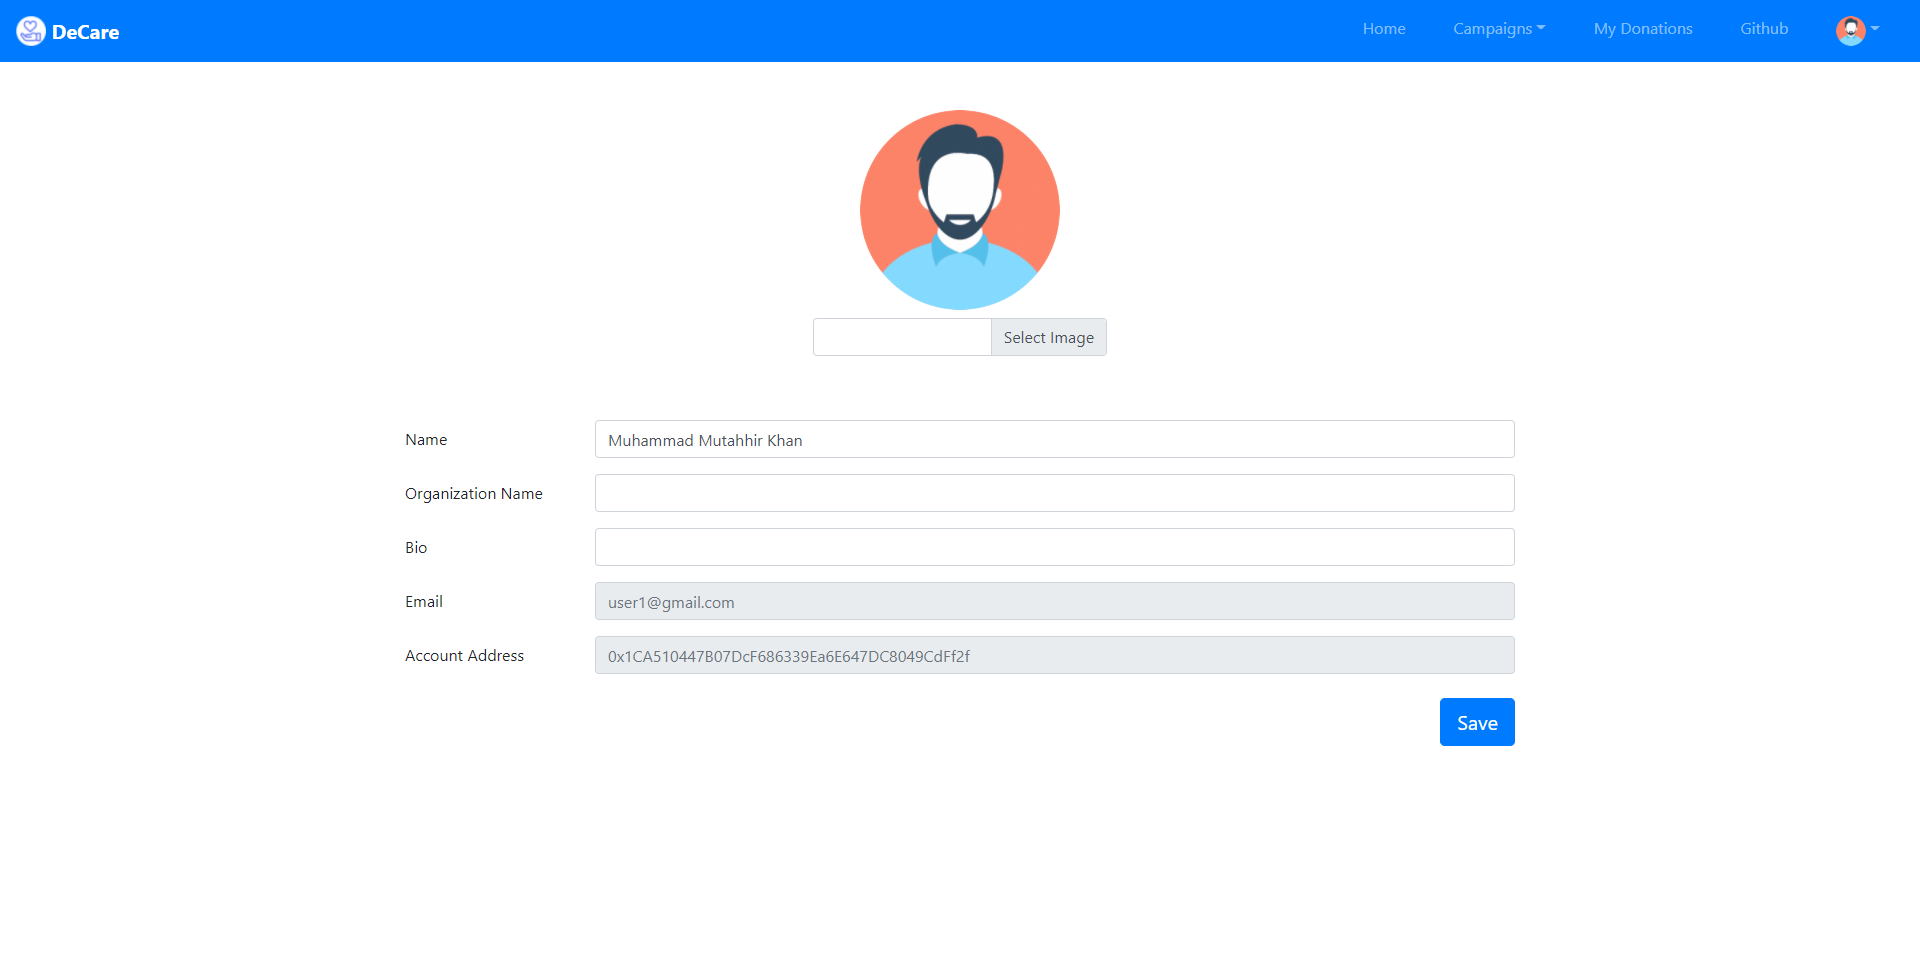 DeCare
Home Campaigns My Donations Github
Select Image
Name Muhammad Mutahhir Khan
Organization Name
Bio
Email user1@gmail.com
Account Address 0x1CA510447B07DcF686339Ea6E647DC8049CdFf2f
Save